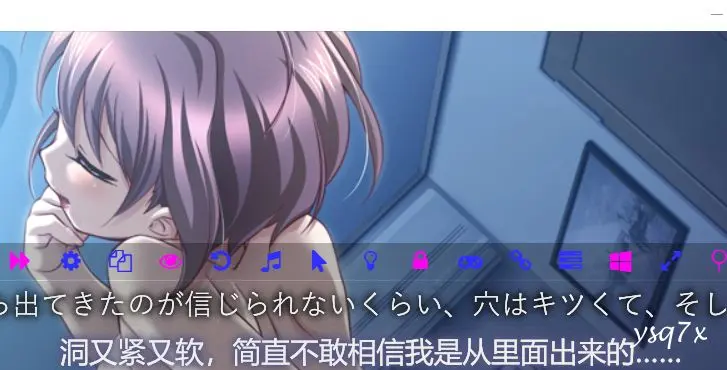 ら出てきたのが信じられないくらい、穴はキツくて、そし
洞又紧又软，简直不敢相信我是从里面出来的……
ysq7x